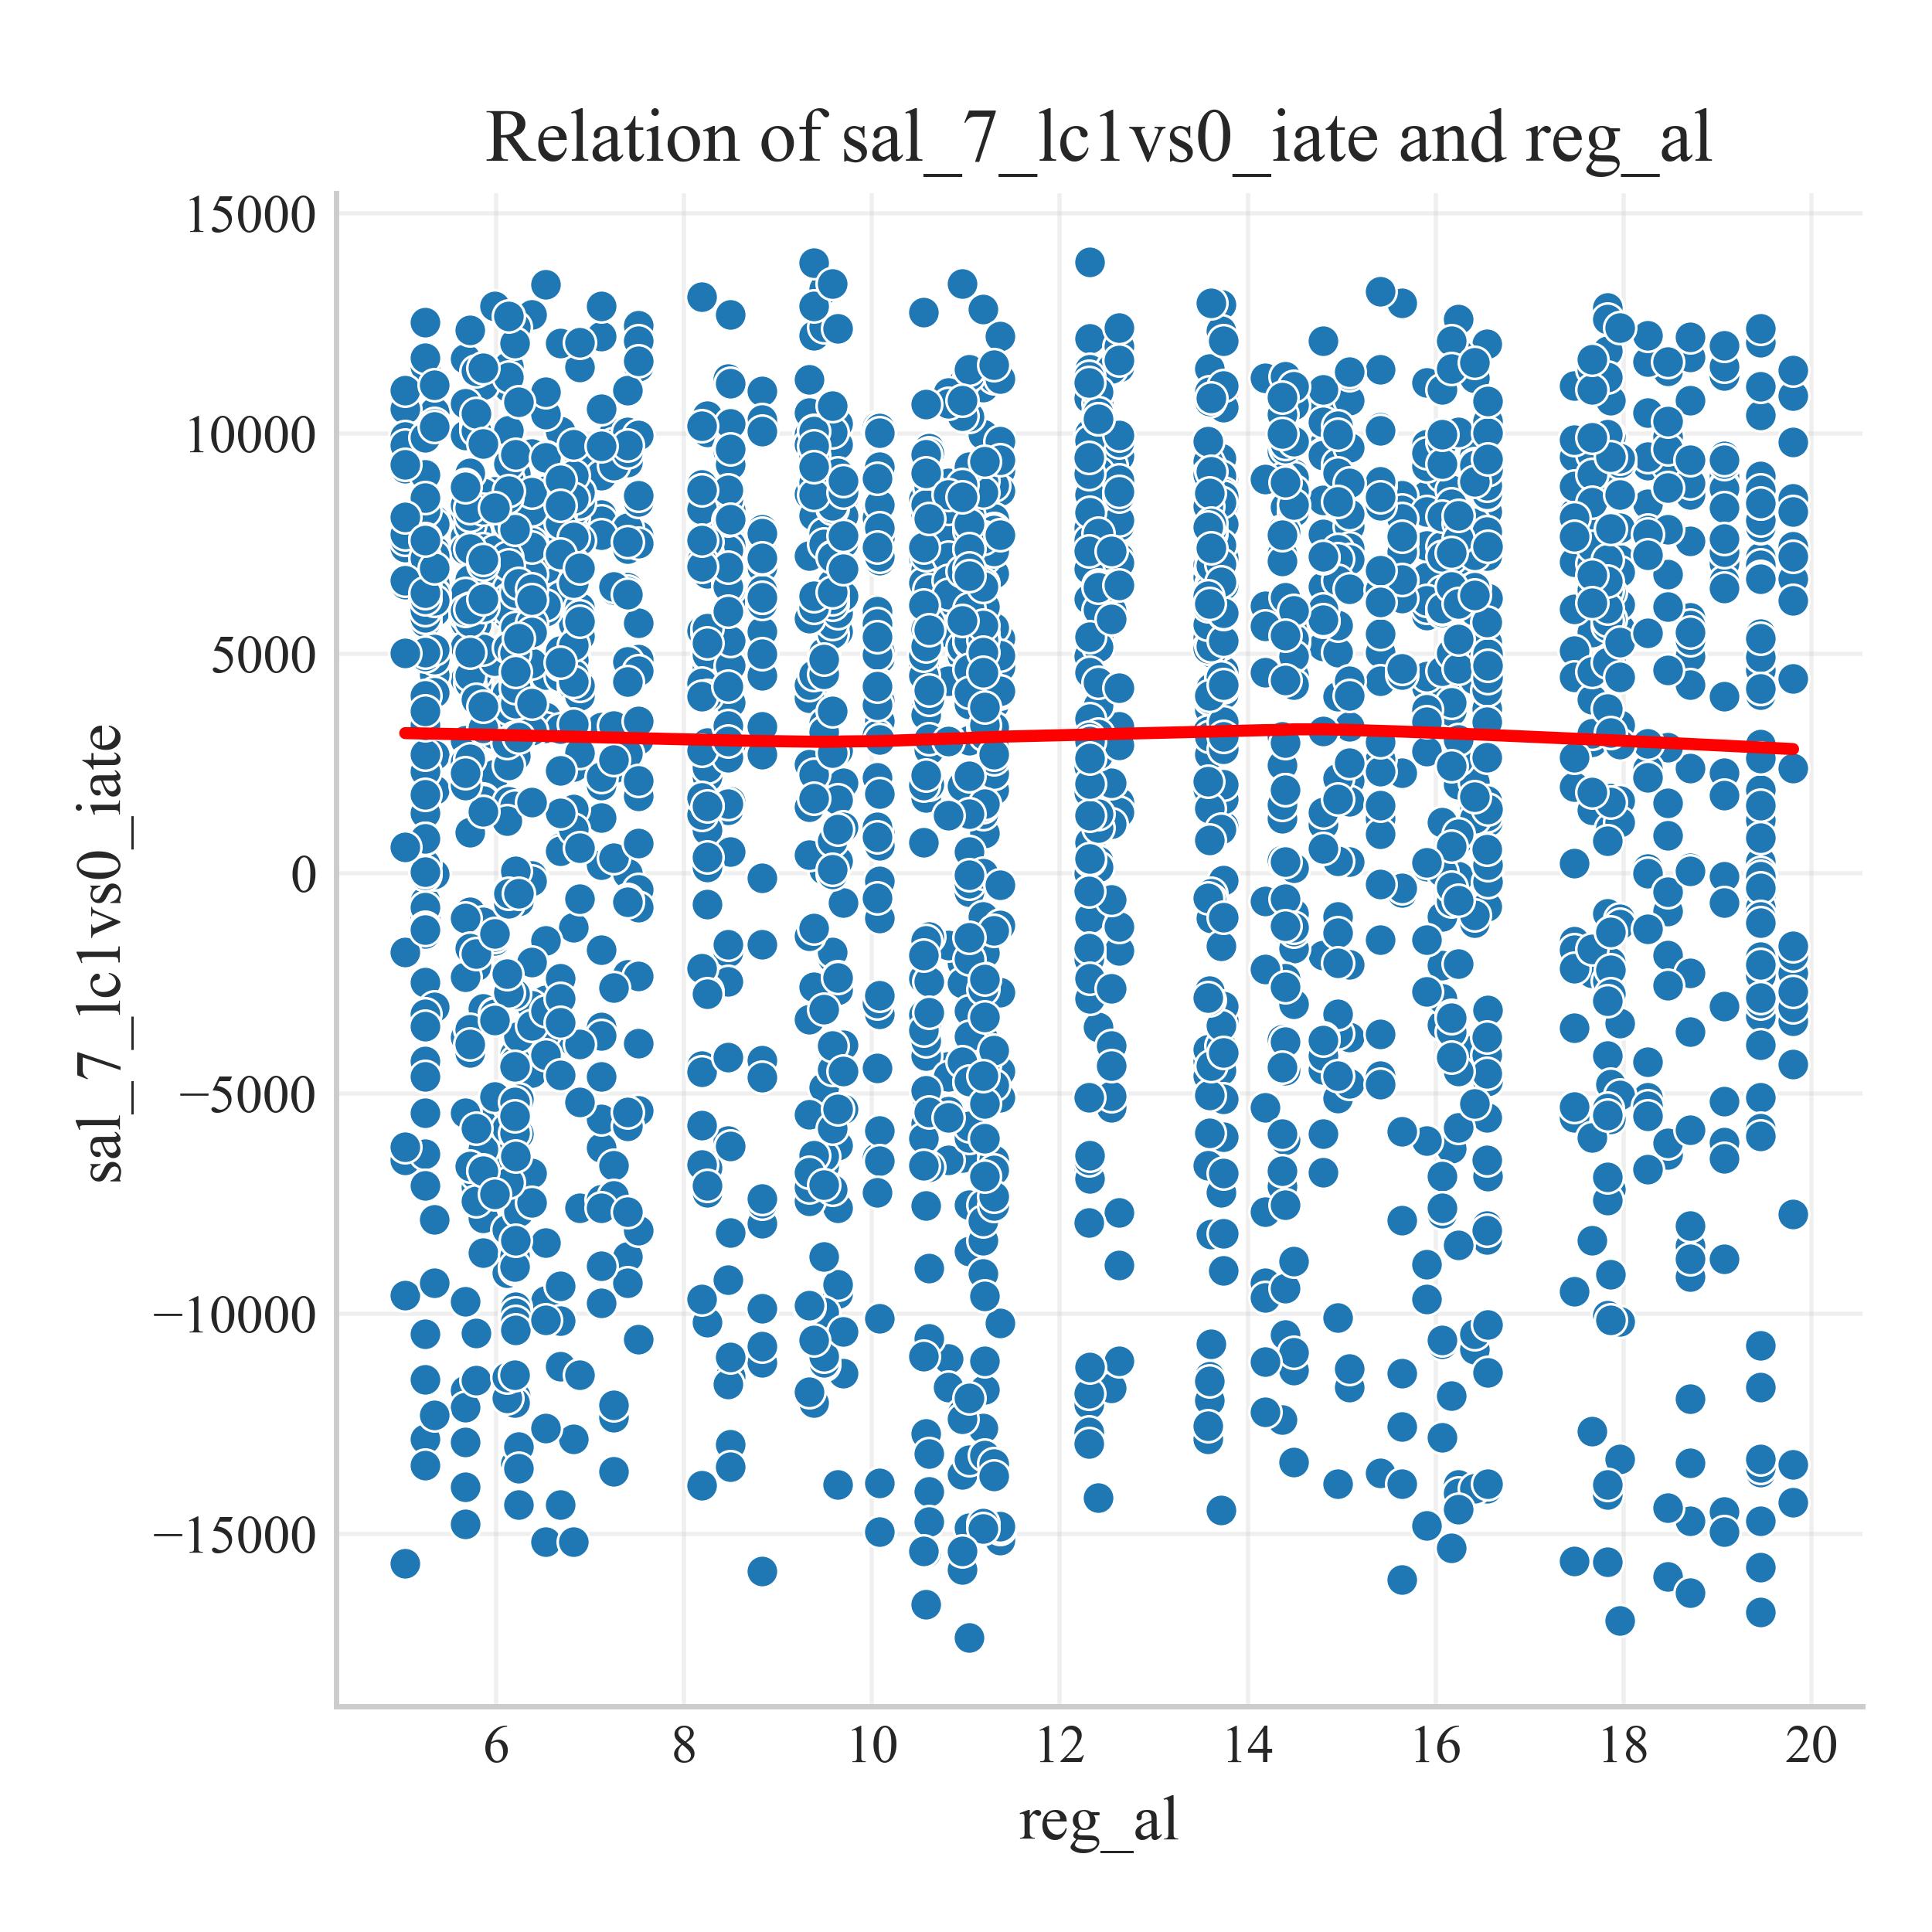 Relation of sal_7_lc1vs0_iate and reg_al
15000
10000
5000
0
−5000
−10000
−15000
sal_7_lc1vs0_iate
6 8 10 12 14 16 18 20
reg_al